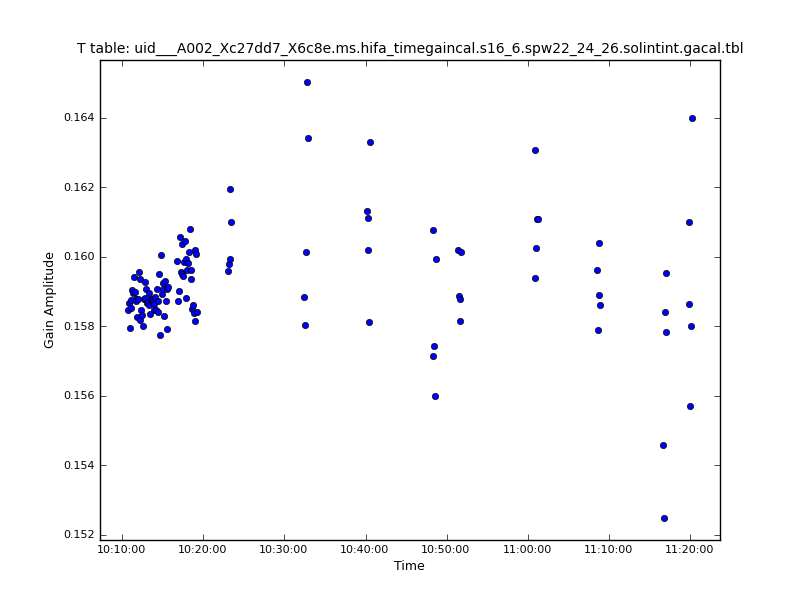 T table: uid___A002_Xc27dd7_X6c8e.ms.hifa_timegaincal.s16_6.spw22_24_26.solintint.gacal.tbl
Gain Amplitude
0.164
0.162
0.160
0.158
0.156
0.154
0.152
10:10:00 10:20:00 10:30:00 10:40:00 10:50:00 11:00:00 11:10:00 11:20:00
Time